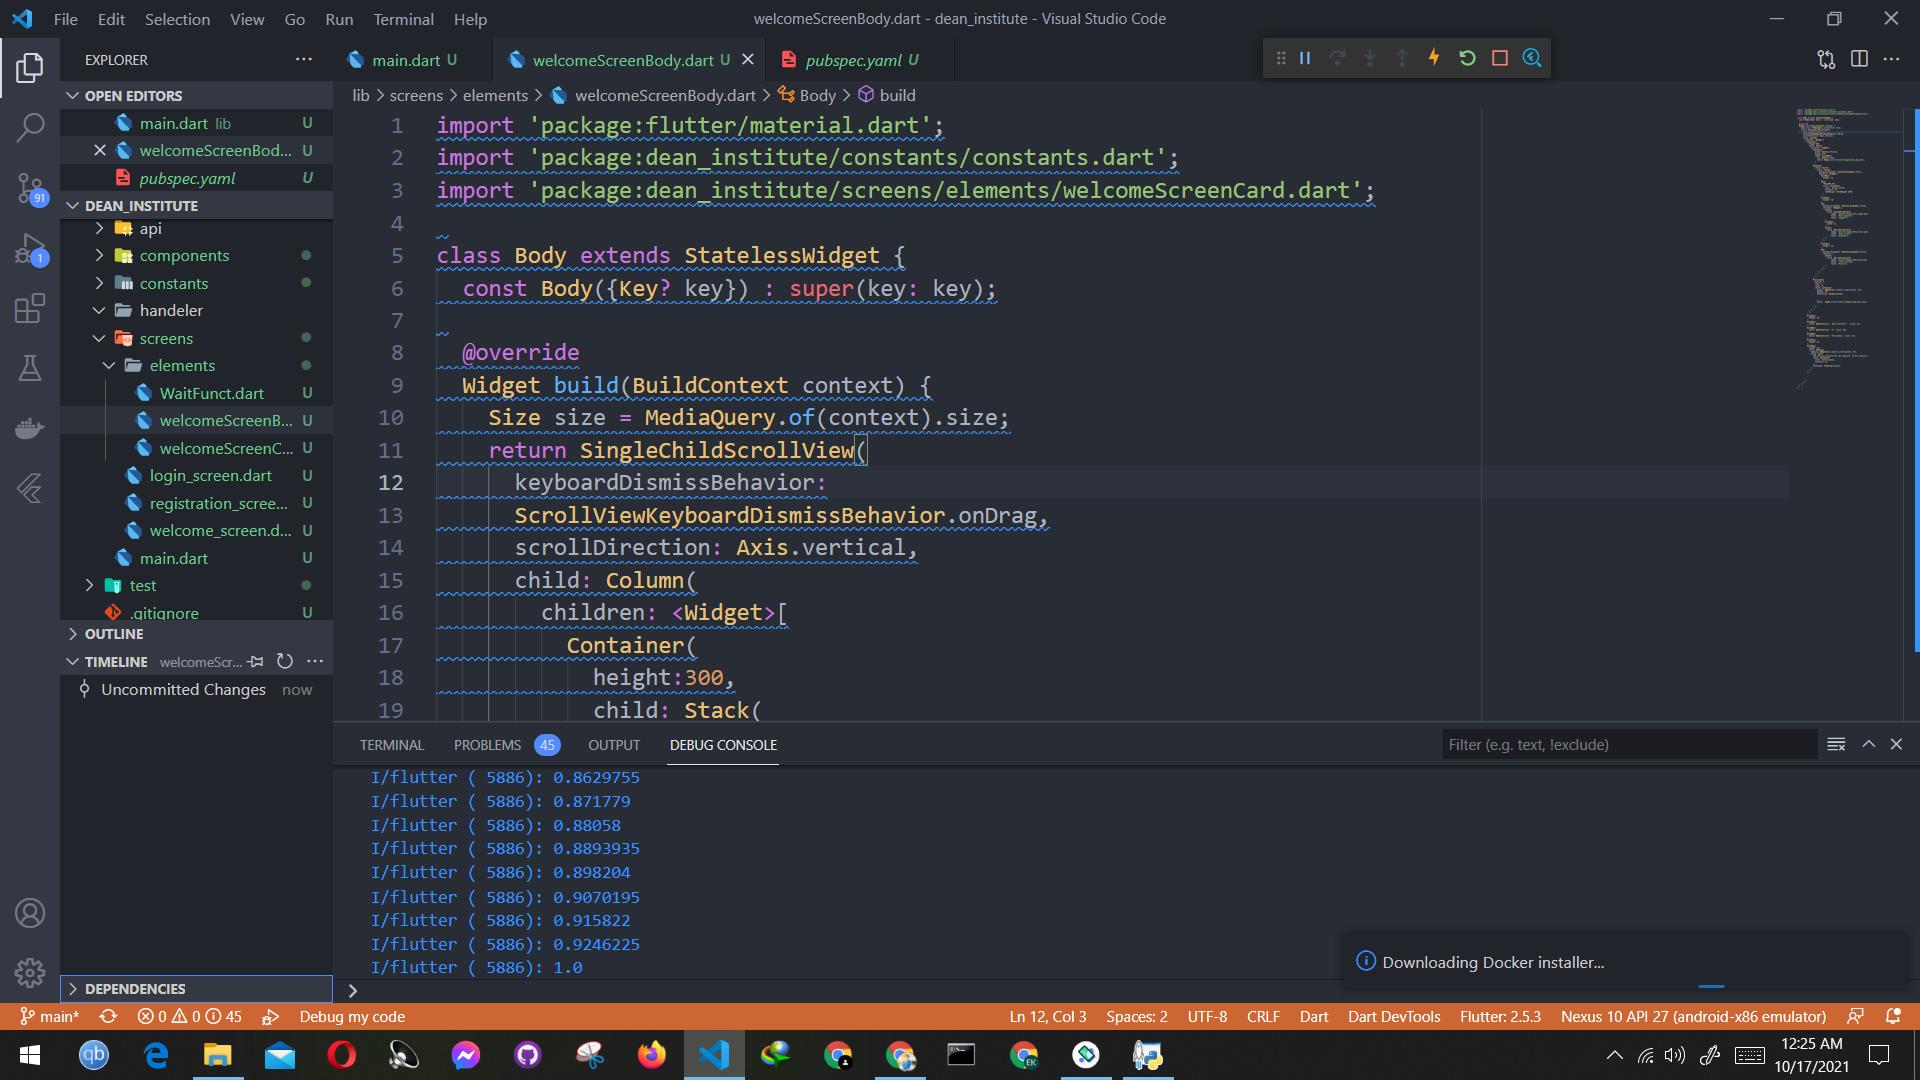 File Edit Selection View Go Run Terminal Help
welcomeScreenBody.dart - dean_institute - Visual Studio Code
EXPLORER
OPEN EDITORS
main.dart lib U
welcomeScreenBod... U
pubspec.yaml U
DEAN_INSTITUTE
api
components
constants
handeler
screens
elements
WaitFunct.dart U
welcomeScreenB... U
welcomeScreenC... U
login_screen.dart U
registration_scree... U
welcome_screen.d... U
main.dart U
test
.gitignore U
OUTLINE
TIMELINE welcomeScr...
Uncommitted Changes now
DEPENDENCIES
91
1
main.dart U
welcomeScreenBody.dart U
pubspec.yaml U
lib > screens > elements > welcomeScreenBody.dart > Body > build
1 import 'package:flutter/material.dart';
2 import 'package:dean_institute/constants/constants.dart';
3 import 'package:dean_institute/screens/elements/welcomeScreenCard.dart';
4
5 class Body extends StatelessWidget {
6 const Body({Key? key}) : super(key: key);
7
8 @override
9 Widget build(BuildContext context) {
10 Size size = MediaQuery.of(context).size;
11 return SingleChildScrollView(
12 keyboardDismissBehavior:
13 ScrollViewKeyboardDismissBehavior.onDrag,
14 scrollDirection: Axis.vertical,
15 child: Column(
16 children: <Widget>[
17 Container(
18 height:300,
19 child: Stack(
TERMINAL PROBLEMS 45 OUTPUT DEBUG CONSOLE
Filter (e.g. text, !exclude)
I/flutter ( 5886): 0.8629755
I/flutter ( 5886): 0.871779
I/flutter ( 5886): 0.88058
I/flutter ( 5886): 0.8893935
I/flutter ( 5886): 0.898204
I/flutter ( 5886): 0.9070195
I/flutter ( 5886): 0.915822
I/flutter ( 5886): 0.9246225
I/flutter ( 5886): 1.0
Downloading Docker installer...
main* 0 0 45 Debug my code
Ln 12, Col 3 Spaces: 2 UTF-8 CRLF Dart Dart DevTools Flutter: 2.5.3 Nexus 10 API 27 (android-x86 emulator)
qb
EK
12:25 AM
10/17/2021